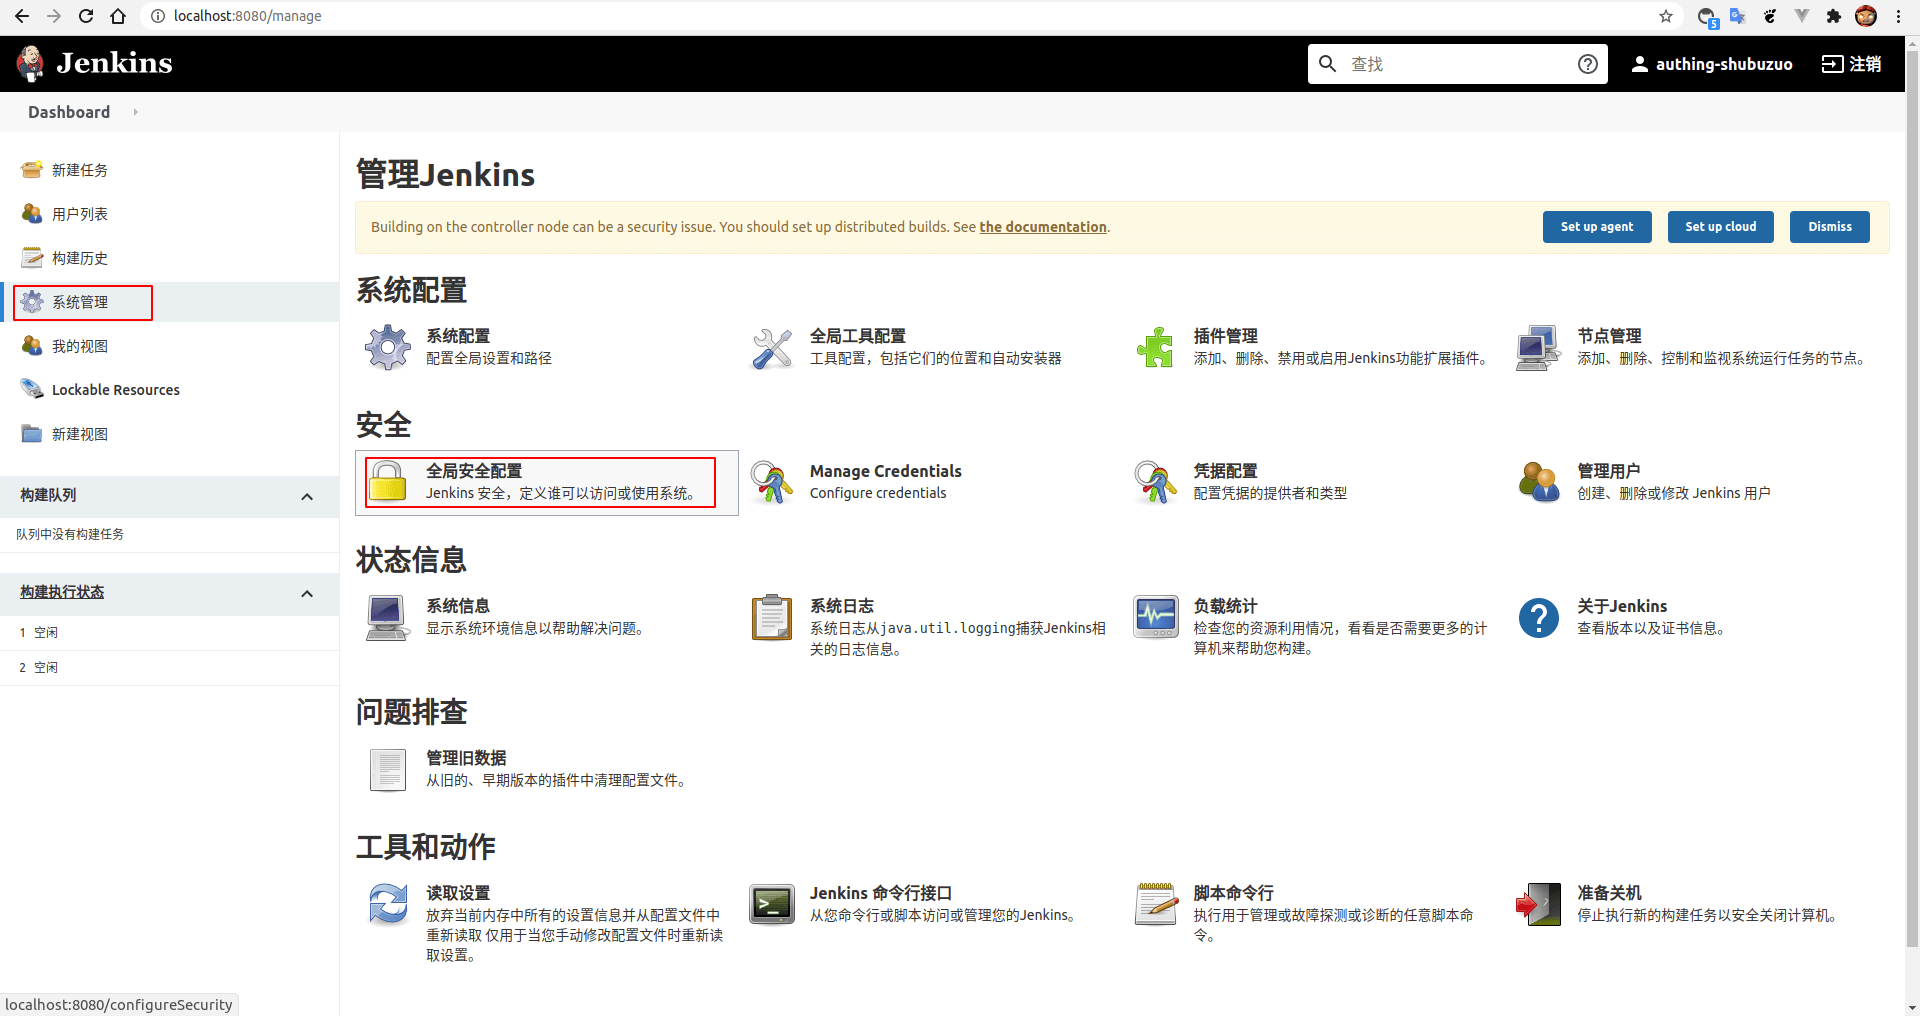 localhost:8080/manage
5
Jenkins
查找
authing-shubuzuo
注销
Dashboard
新建任务
用户列表
构建历史
系统管理
我的视图
Lockable Resources
新建视图
构建队列
队列中没有构建任务
构建执行状态
1 空闲
2 空闲
管理Jenkins
Building on the controller node can be a security issue. You should set up distributed builds. See the documentation.
Set up agent
Set up cloud
Dismiss
系统配置
系统配置
配置全局设置和路径
全局工具配置
工具配置，包括它们的位置和自动安装器
插件管理
添加、删除、禁用或启用Jenkins功能扩展插件。
节点管理
添加、删除、控制和监视系统运行任务的节点。
安全
全局安全配置
Jenkins 安全，定义谁可以访问或使用系统。
Manage Credentials
Configure credentials
凭据配置
配置凭据的提供者和类型
管理用户
创建、删除或修改 Jenkins 用户
状态信息
系统信息
显示系统环境信息以帮助解决问题。
系统日志
系统日志从java.util.logging捕获Jenkins相
关的日志信息。
负载统计
检查您的资源利用情况，看看是否需要更多的计
算机来帮助您构建。
关于Jenkins
查看版本以及证书信息。
问题排查
管理旧数据
从旧的、早期版本的插件中清理配置文件。
工具和动作
读取设置
放弃当前内存中所有的设置信息并从配置文件中
重新读取 仅用于当您手动修改配置文件时重新读
取设置。
Jenkins 命令行接口
从您命令行或脚本访问或管理您的Jenkins。
脚本命令行
执行用于管理或故障探测或诊断的任意脚本命
令。
准备关机
停止执行新的构建任务以安全关闭计算机。
localhost:8080/configureSecurity